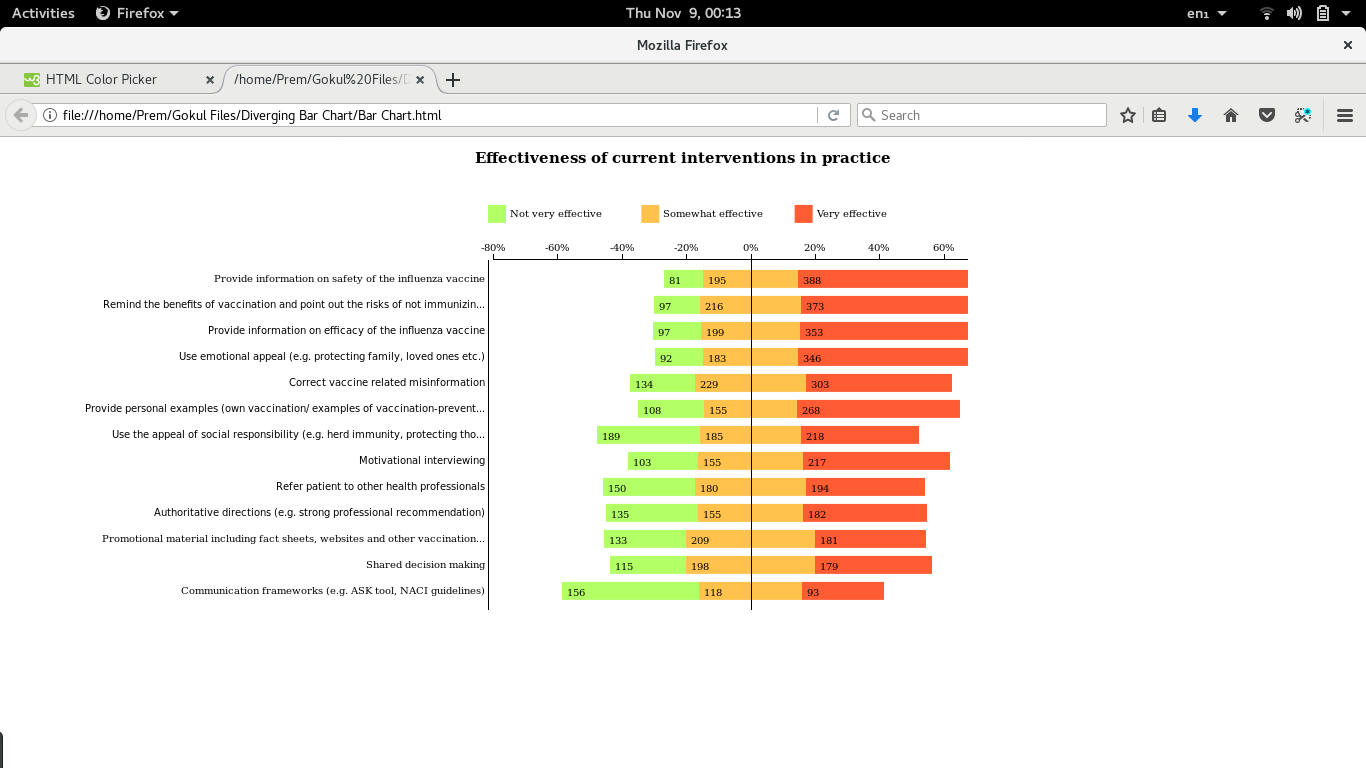 Activities Firefox Thu Nov 9, 00:13 en₁
Mozilla Firefox
HTML Color Picker /home/Prem/Gokul%20Files/D
file:///home/Prem/Gokul Files/Diverging Bar Chart/Bar Chart.html Search
Effectiveness of current interventions in practice
Not very effective Somewhat effective Very effective
-80% -60% -40% -20% 0% 20% 40% 60%
Provide information on safety of the influenza vaccine 81 195 388
Remind the benefits of vaccination and point out the risks of not immunizin... 97 216 373
Provide information on efficacy of the influenza vaccine 97 199 353
Use emotional appeal (e.g. protecting family, loved ones etc.) 92 183 346
Correct vaccine related misinformation 134 229 303
Provide personal examples (own vaccination/ examples of vaccination-prevent... 108 155 268
Use the appeal of social responsibility (e.g. herd immunity, protecting tho... 189 185 218
Motivational interviewing 103 155 217
Refer patient to other health professionals 150 180 194
Authoritative directions (e.g. strong professional recommendation) 135 155 182
Promotional material including fact sheets, websites and other vaccination... 133 209 181
Shared decision making 115 198 179
Communication frameworks (e.g. ASK tool, NACI guidelines) 156 118 93